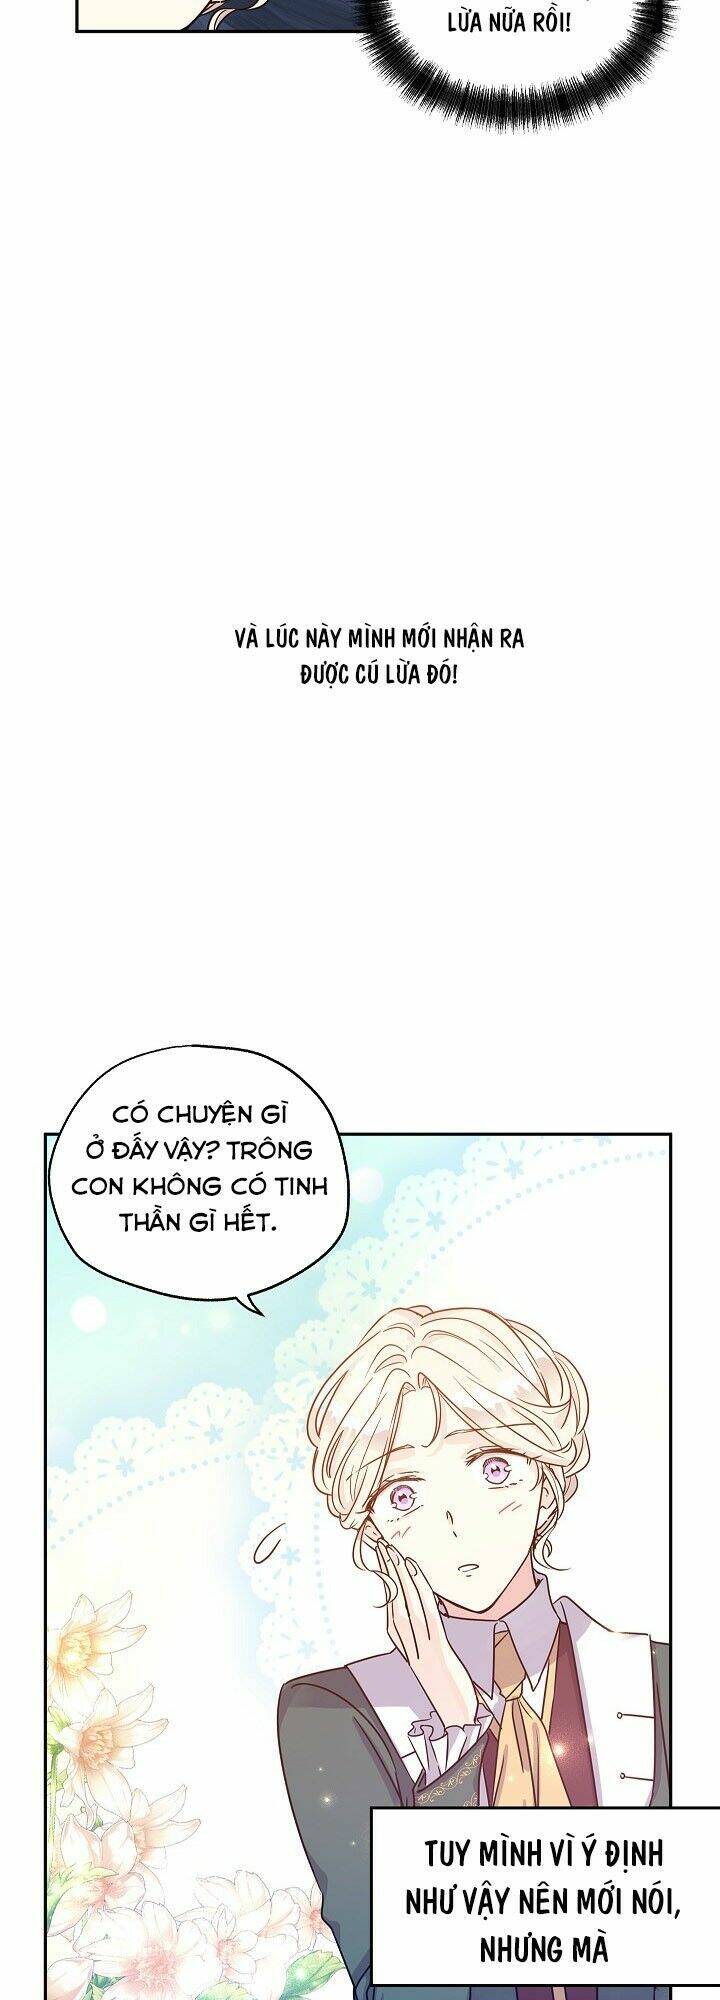 LỪA NỮA RỒI!
VÀ LÚC NÀY MÌNH MỚI NHẬN RA
ĐƯỢC CÚ LỪA ĐÓ!
CÓ CHUYỆN GÌ
Ở ĐẤY VẬY? TRÔNG
CON KHÔNG CÓ TINH
THẦN GÌ HẾT.
TUY MÌNH VÌ Ý ĐỊNH
NHƯ VẬY NÊN MỚI NÓI,
NHƯNG MÀ